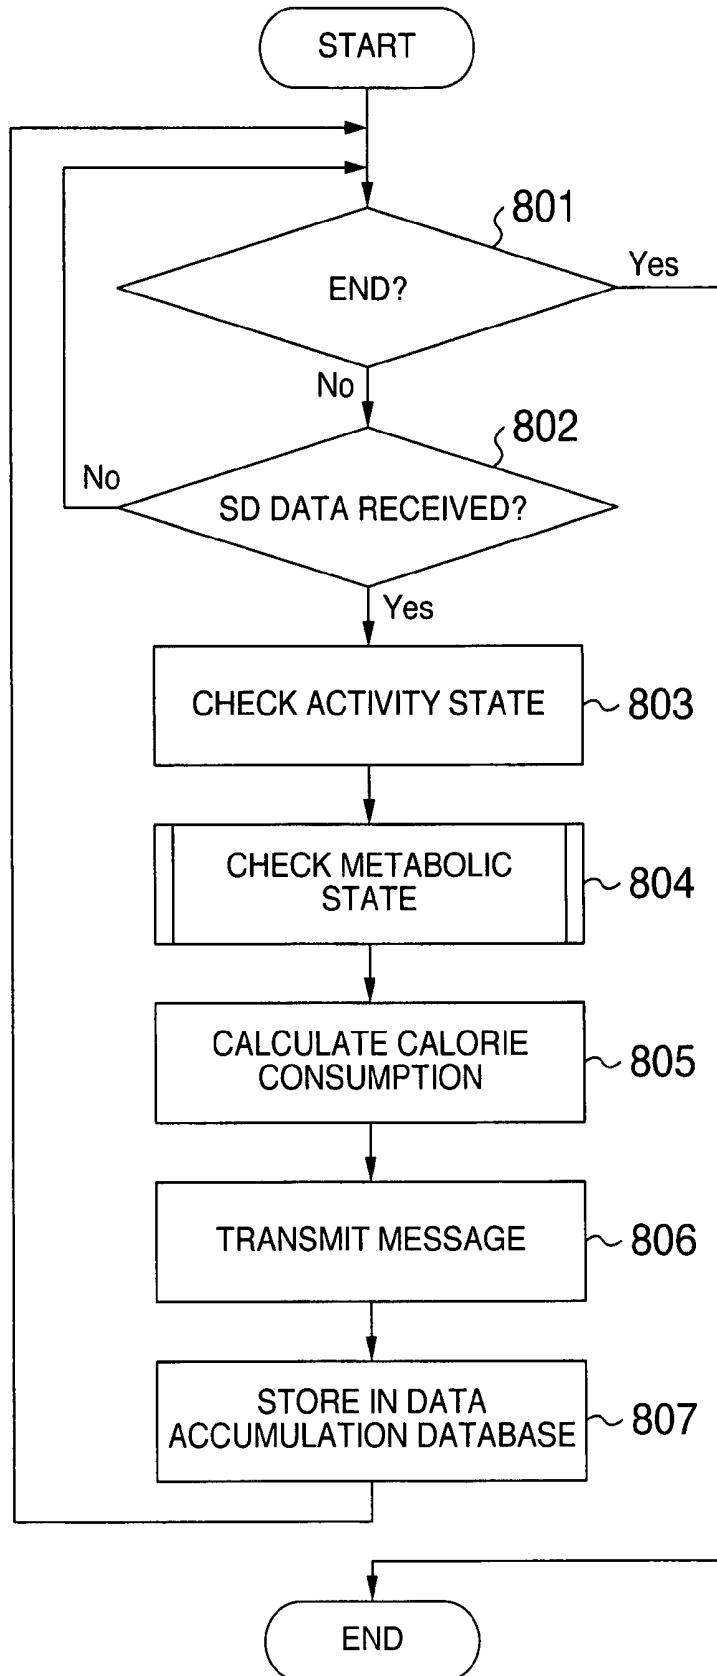 START
801
Yes
END?
No
802
No
SD DATA RECEIVED?
Yes
CHECK ACTIVITY STATE
803
CHECK METABOLIC
STATE
804
CALCULATE CALORIE
CONSUMPTION
805
TRANSMIT MESSAGE
806
STORE IN DATA
ACCUMULATION DATABASE
807
END